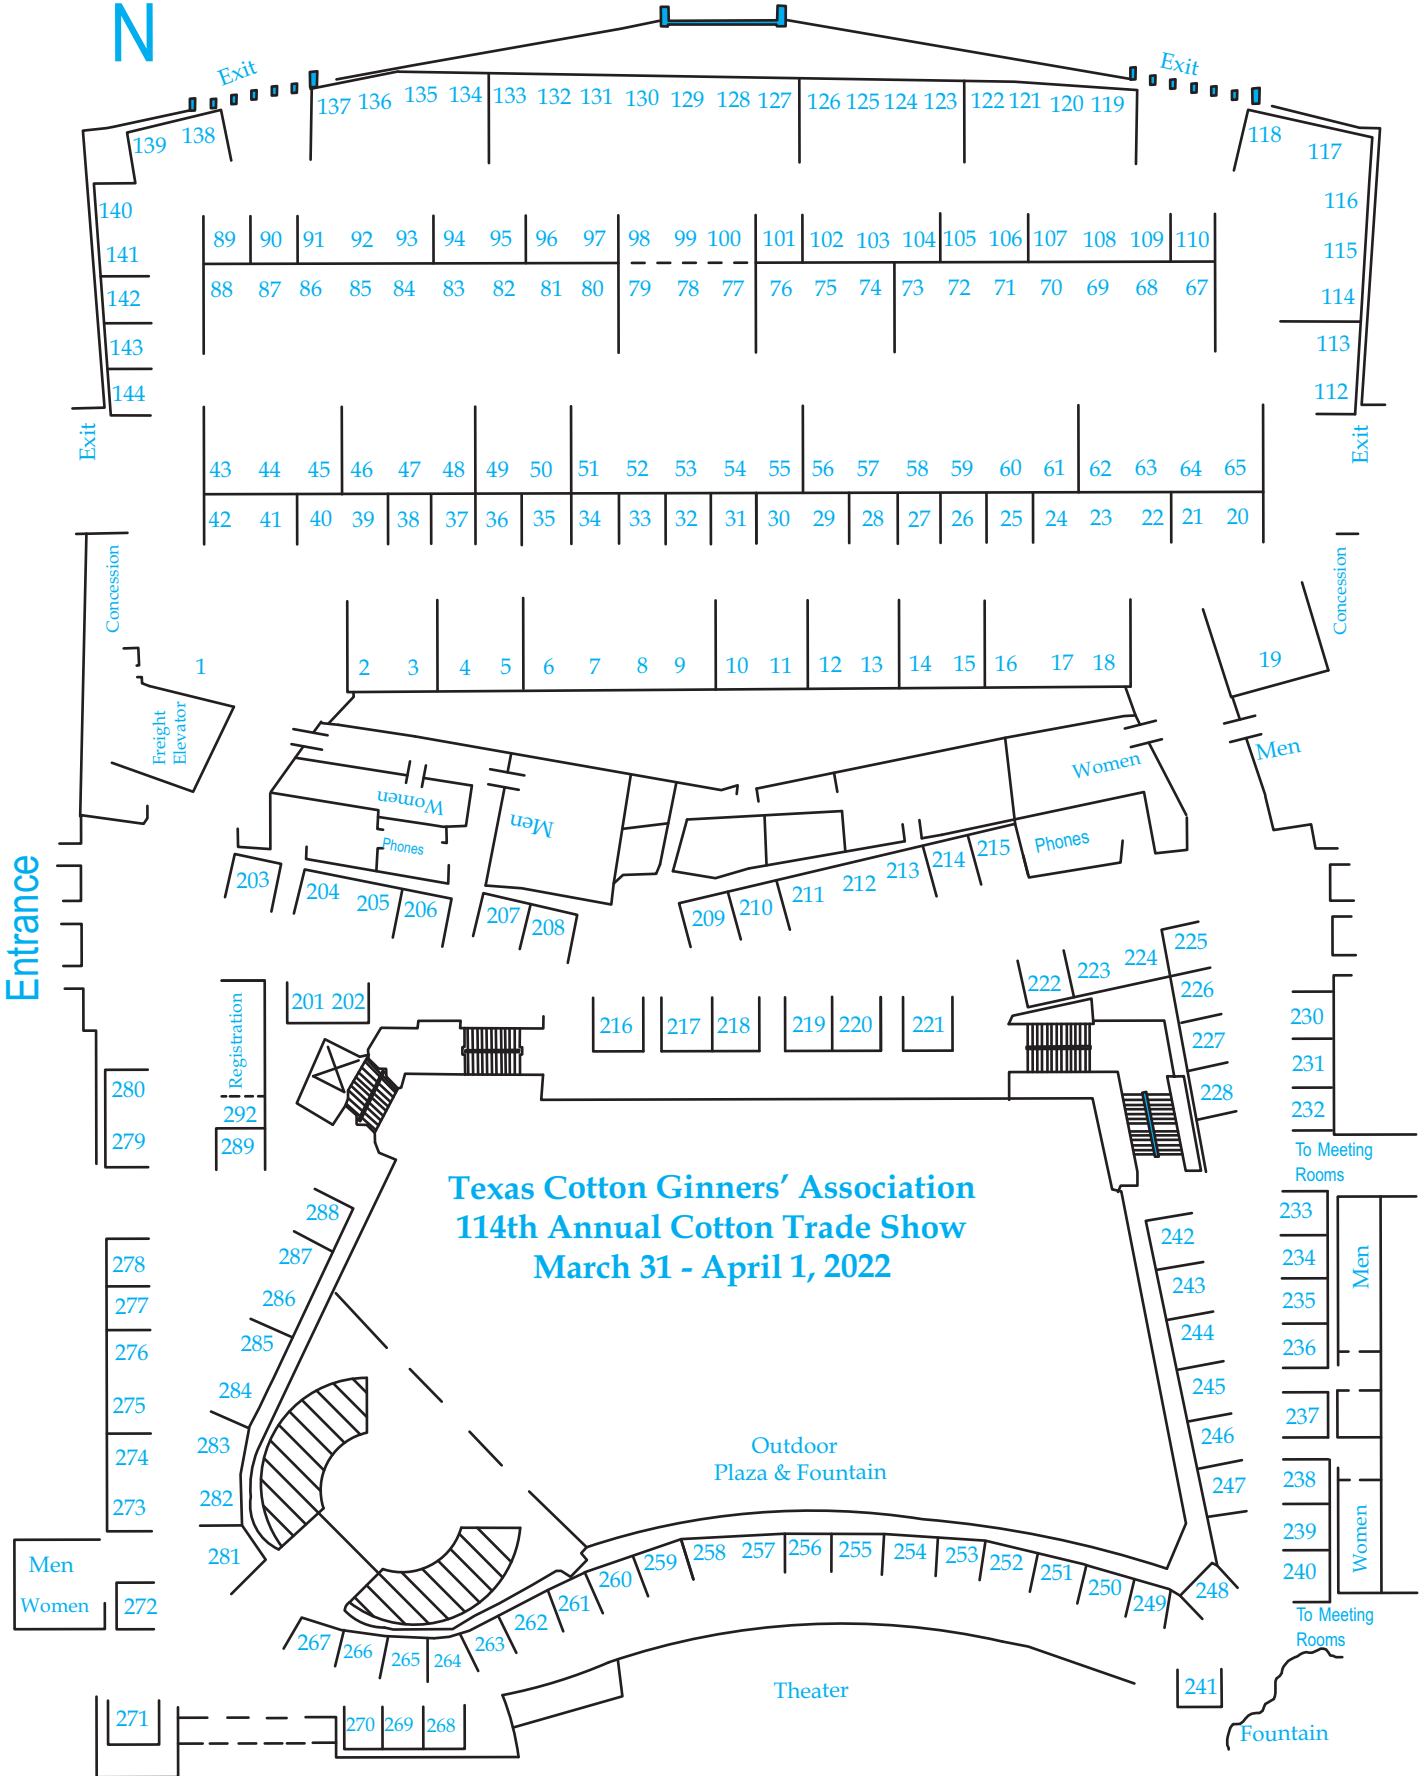 N
Exit
Exit
137 136 135 134 133 132 131 130 129 128 127 126 125 124 123 122 121 120 119
139 138
118 117
140
116
141
115
142
114
143
113
144
112
89 90 91 92 93 94 95 96 97 98 99 100 101 102 103 104 105 106 107 108 109 110
88 87 86 85 84 83 82 81 80 79 78 77 76 75 74 73 72 71 70 69 68 67
Exit
Exit
43 44 45 46 47 48 49 50 51 52 53 54 55 56 57 58 59 60 61 62 63 64 65
42 41 40 39 38 37 36 35 34 33 32 31 30 29 28 27 26 25 24 23 22 21 20
Concession
Concession
1 2 3 4 5 6 7 8 9 10 11 12 13 14 15 16 17 18 19
Freight
Elevator
Women
Men
Women
Men
Phones
Phones
Entrance
203 204 205 206 207 208 209 210 211 212 213 214 215
222 223 224 225
226
227
228
201 202
216 217 218 219 220 221
230
231
232
Registration
292
289
280
279
To Meeting
Rooms
Texas Cotton Ginners’ Association
114th Annual Cotton Trade Show
March 31 - April 1, 2022
288
287
286
285
284
283
282
281
278
277
276
275
274
273
242
243
244
245
246
247
248
233
234
235
236
237
238
239
240
Men
Women
Outdoor
Plaza & Fountain
Men
Women
272
267 266 265 264 263 262 261 260 259 258 257 256 255 254 253 252 251 250 249
To Meeting
Rooms
Theater
241
271
270 269 268
Fountain